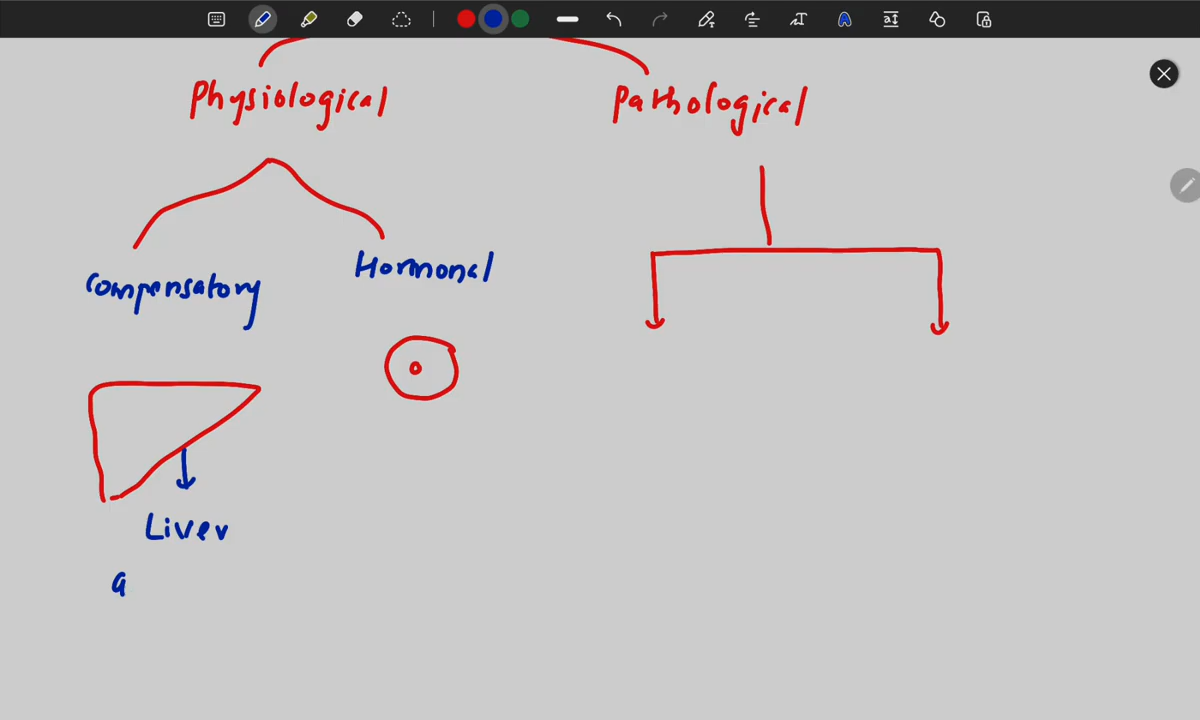 Physiological
Pathological
Compensatory
Hormonal
Liver
a